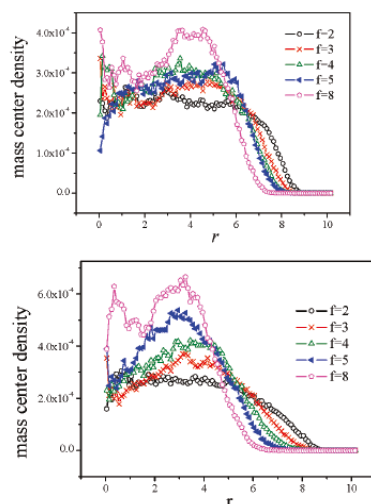 mass center density
4.0x10⁻⁴
3.0x10⁻⁴
2.0x10⁻⁴
1.0x10⁻⁴
0.0
0 2 4 6 8 10
r
f=2
f=3
f=4
f=5
f=8
mass center density
6.0x10⁻⁴
4.0x10⁻⁴
2.0x10⁻⁴
0.0
0 2 4 6 8 10
r
f=2
f=3
f=4
f=5
f=8